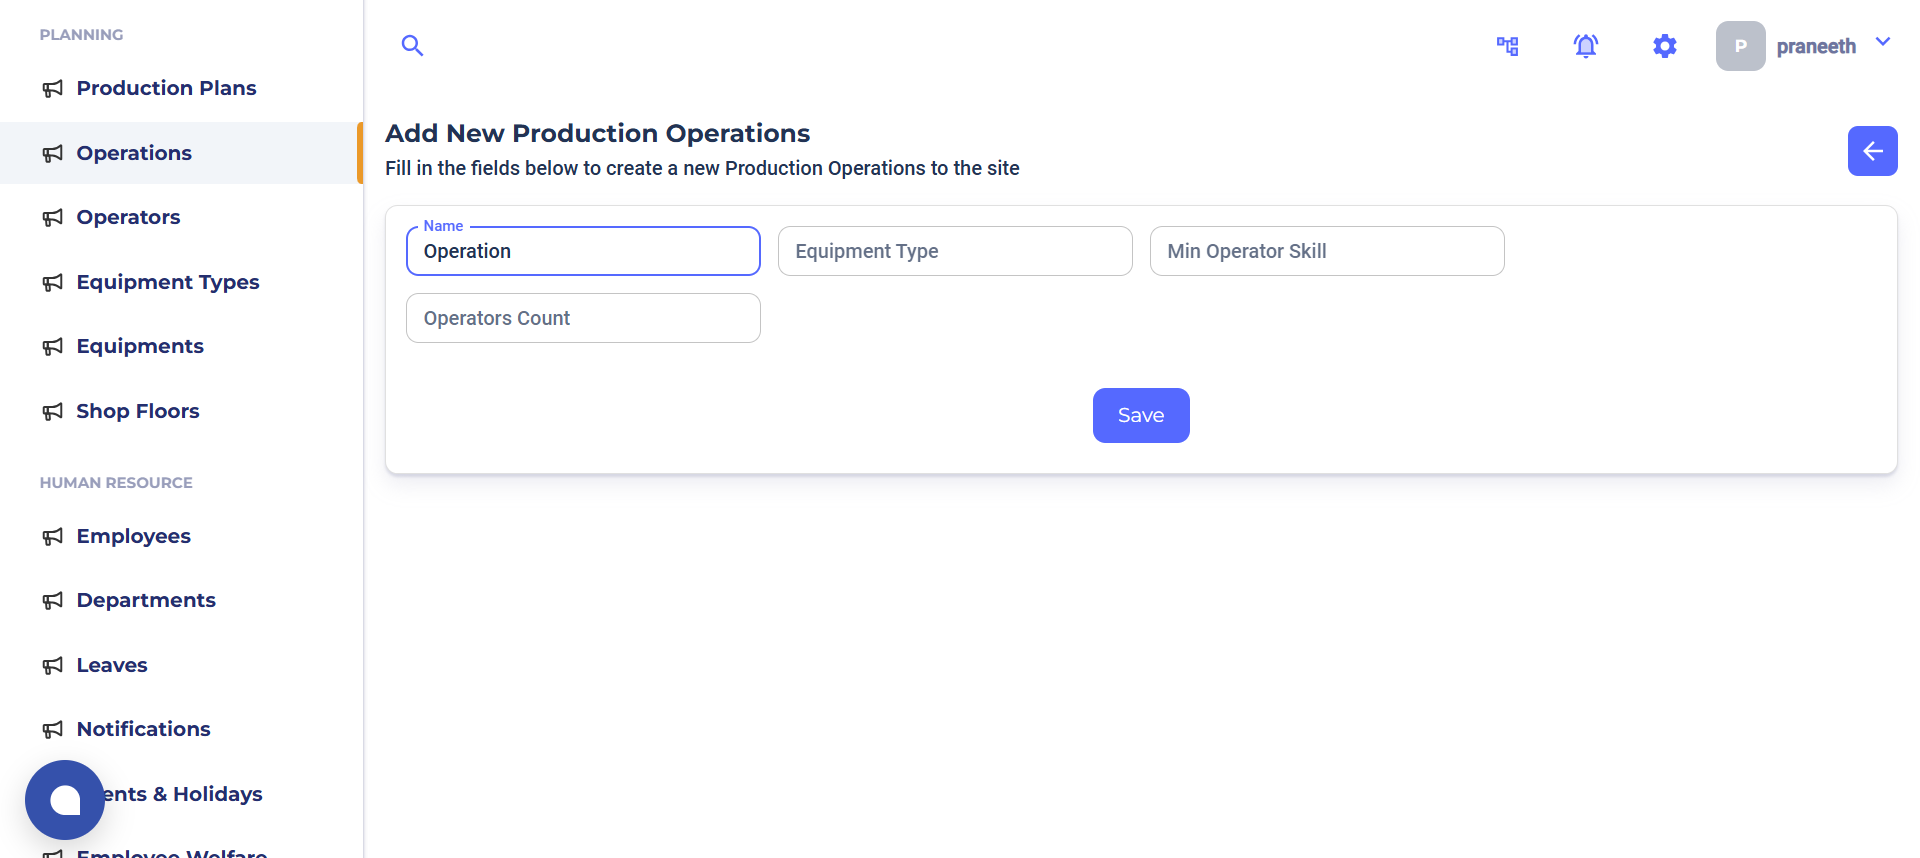 PLANNING
Production Plans
Operations
Operators
Equipment Types
Equipments
Shop Floors
HUMAN RESOURCE
Employees
Departments
Leaves
Notifications
ents & Holidays
Employee Welfare
P praneeth
Add New Production Operations
Fill in the fields below to create a new Production Operations to the site
Name
Operation
Equipment Type
Min Operator Skill
Operators Count
Save